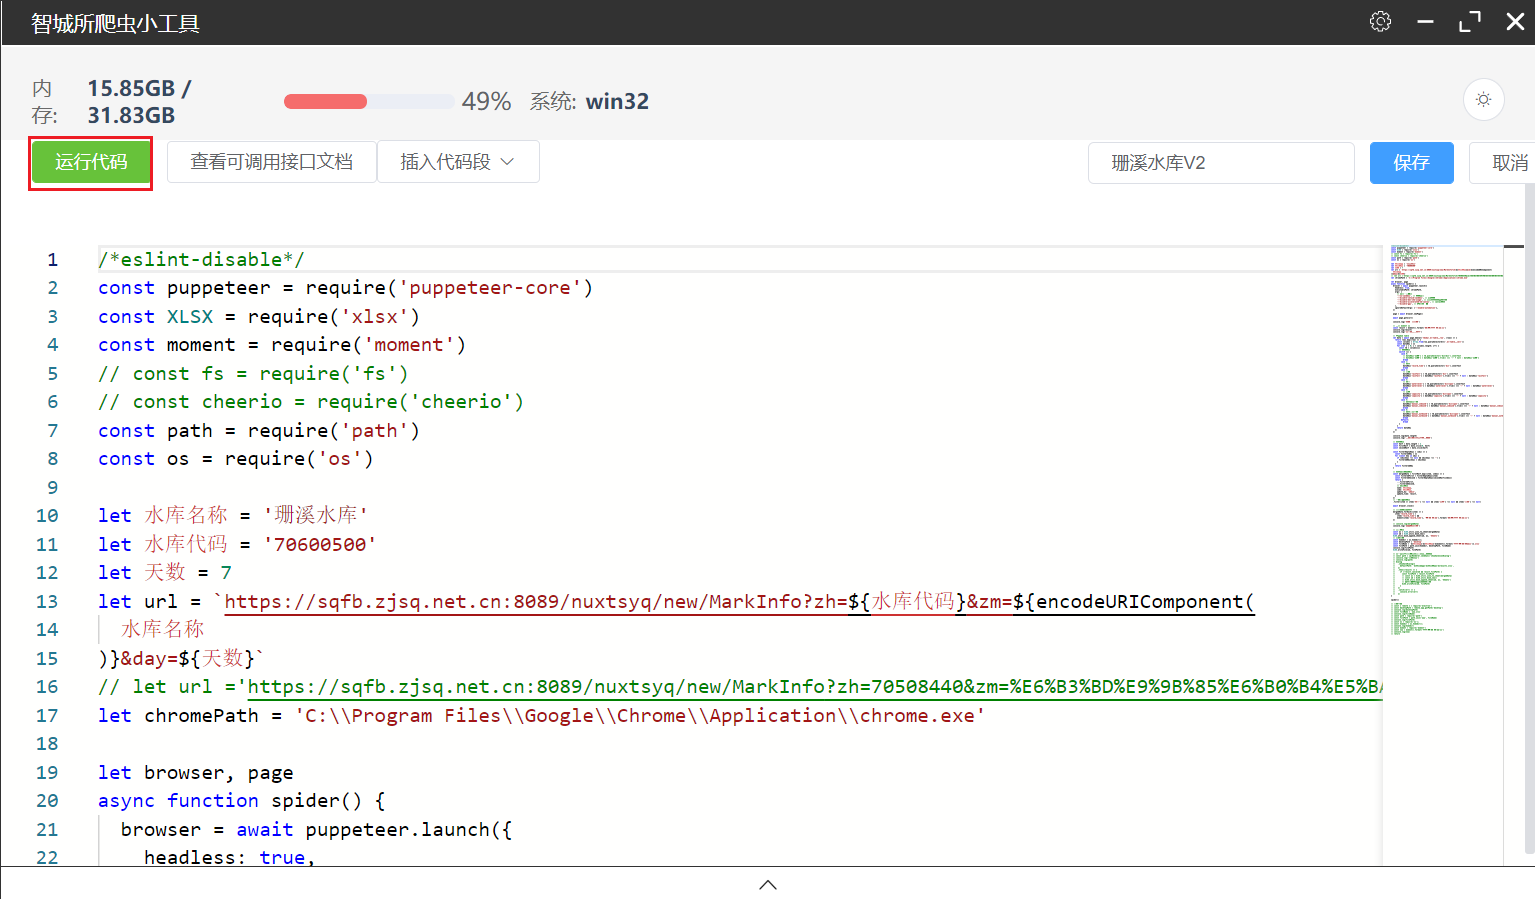 智城所爬虫小工具
内存: 15.85GB / 31.83GB 49% 系统: win32
运行代码 查看可调用接口文档 插入代码段 珊溪水库V2 保存 取消
1 /*eslint-disable*/
2 const puppeteer = require('puppeteer-core')
3 const XLSX = require('xlsx')
4 const moment = require('moment')
5 // const fs = require('fs')
6 // const cheerio = require('cheerio')
7 const path = require('path')
8 const os = require('os')
9
10 let 水库名称 = '珊溪水库'
11 let 水库代码 = '70600500'
12 let 天数 = 7
13 let url = `https://sqfb.zjsq.net.cn:8089/nuxtsyq/new/MarkInfo?zh=${水库代码}&zm=${encodeURIComponent(
14 水库名称
15 )}&day=${天数}`
16 // let url ='https://sqfb.zjsq.net.cn:8089/nuxtsyq/new/MarkInfo?zh=70508440&zm=%E6%B3%BD%E9%9B%85%E6%B0%B4%E5%BA
17 let chromePath = 'C:\\Program Files\\Google\\Chrome\\Application\\chrome.exe'
18
19 let browser, page
20 async function spider() {
21 browser = await puppeteer.launch({
22 headless: true,